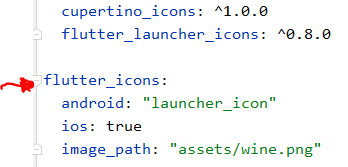 cupertino_icons: ^1.0.0
flutter_launcher_icons: ^0.8.0
flutter_icons:
android: "launcher_icon"
ios: true
image_path: "assets/wine.png"